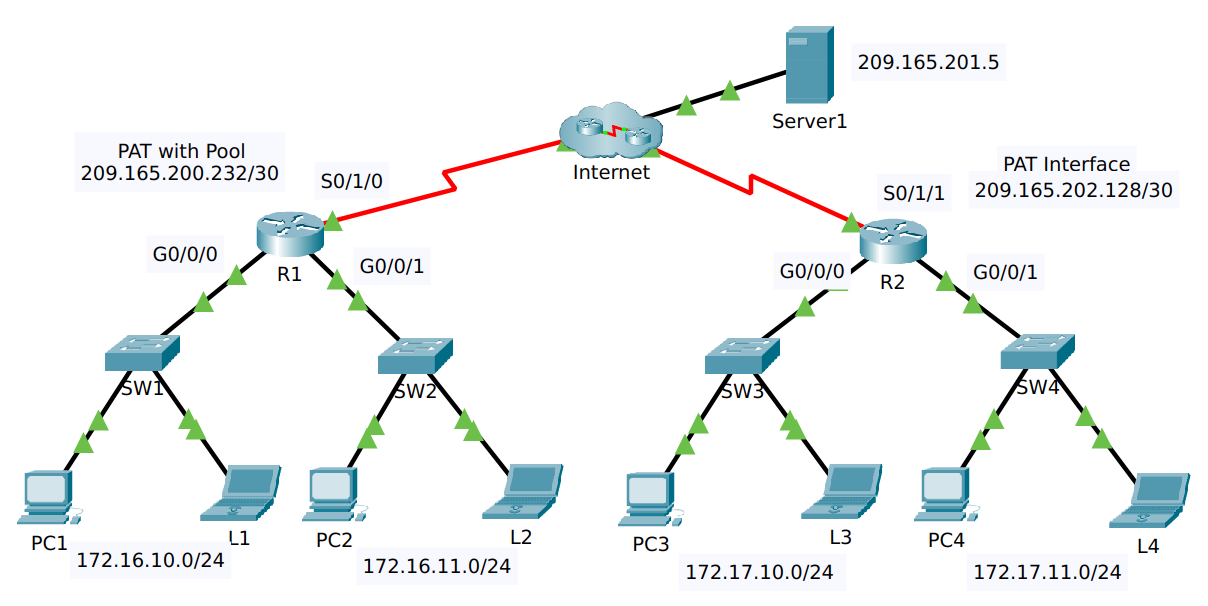 209.165.201.5
Server1
PAT with Pool
209.165.200.232/30
S0/1/0
Internet
S0/1/1
PAT Interface
209.165.202.128/30
G0/0/0
R1
G0/0/1
G0/0/0
R2
G0/0/1
SW1
SW2
SW3
SW4
PC1
L1
PC2
L2
PC3
L3
PC4
L4
172.16.10.0/24
172.16.11.0/24
172.17.10.0/24
172.17.11.0/24